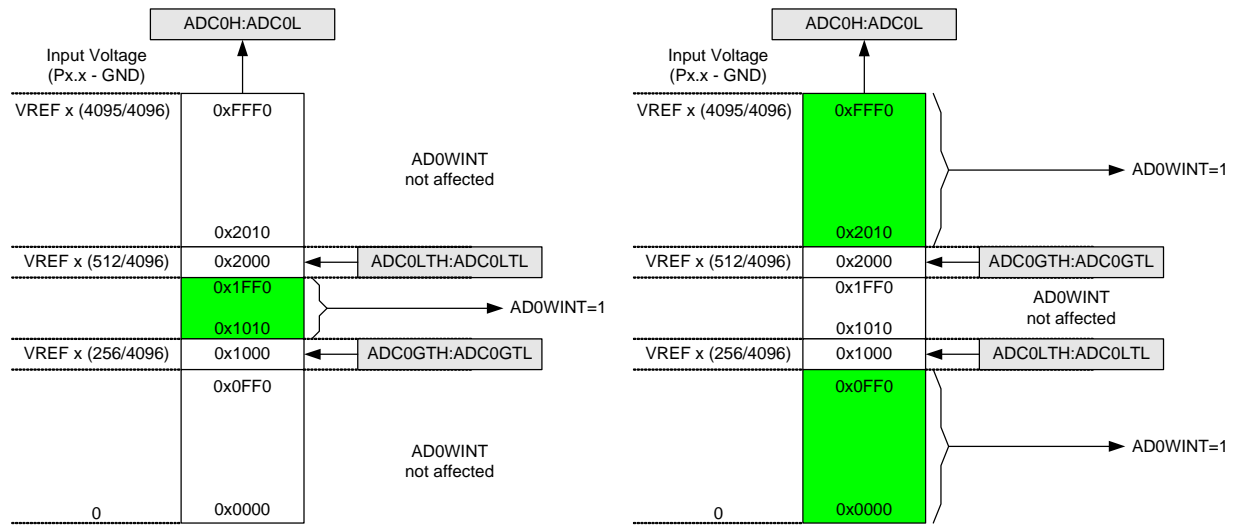 ADC0H:ADC0L
Input Voltage
(Px.x - GND)
VREF x (4095/4096)
0xFFF0
AD0WINT
not affected
0x2010
VREF x (512/4096)
0x2000
ADC0LTH:ADC0LTL
0x1FF0
AD0WINT=1
0x1010
VREF x (256/4096)
0x1000
ADC0GTH:ADC0GTL
0x0FF0
AD0WINT
not affected
0
0x0000
ADC0H:ADC0L
Input Voltage
(Px.x - GND)
VREF x (4095/4096)
0xFFF0
AD0WINT=1
0x2010
VREF x (512/4096)
0x2000
ADC0GTH:ADC0GTL
0x1FF0
AD0WINT
not affected
0x1010
VREF x (256/4096)
0x1000
ADC0LTH:ADC0LTL
0x0FF0
AD0WINT=1
0
0x0000